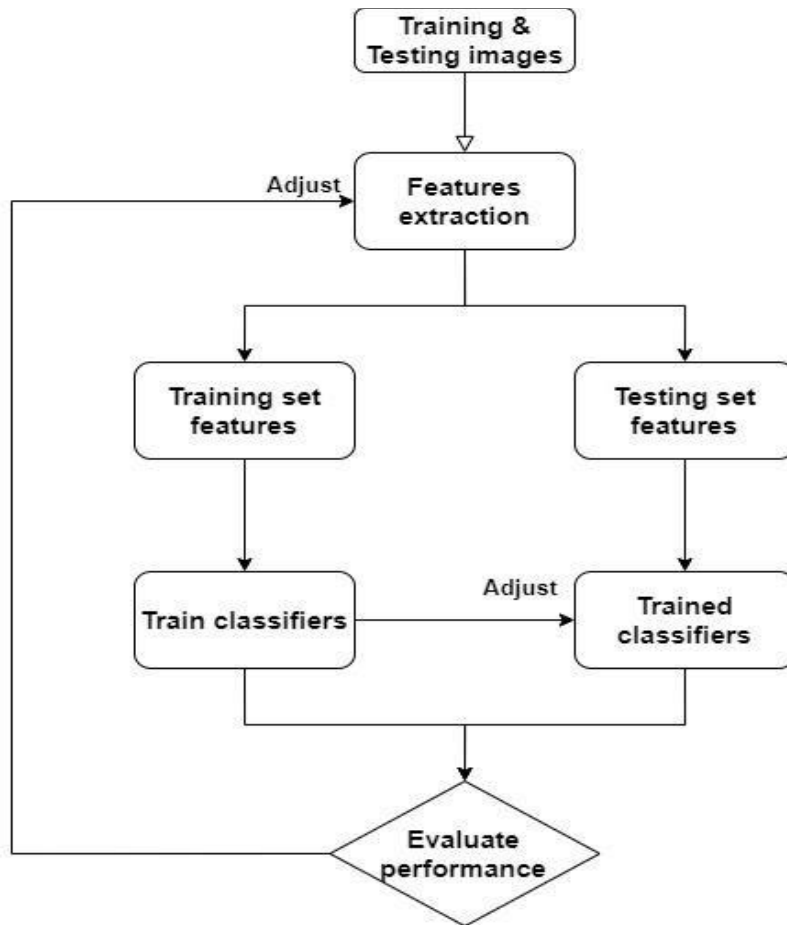 Training &
Testing images
Adjust
Features
extraction
Training set
features
Testing set
features
Train classifiers
Adjust
Trained
classifiers
Evaluate
performance